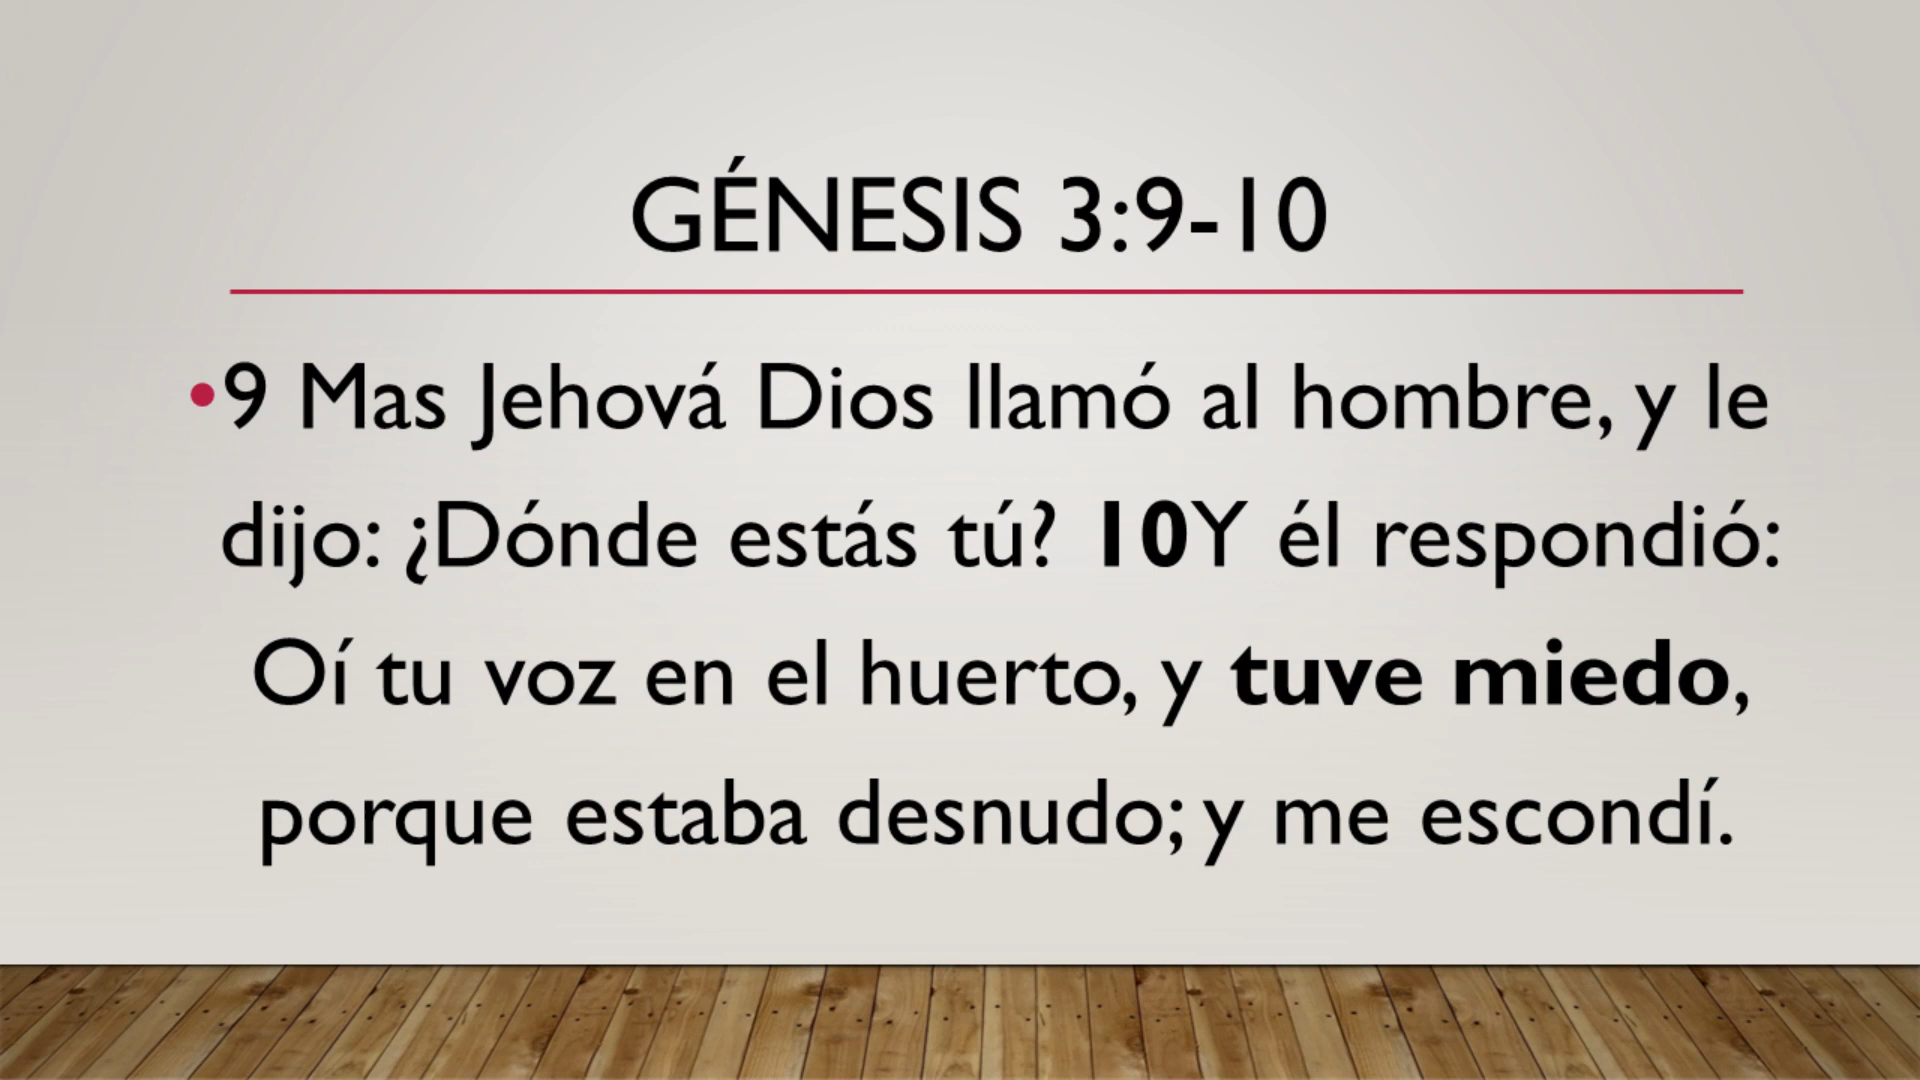 GÉNESIS 3:9-10
•9 Mas Jehová Dios llamó al hombre, y le
dijo: ¿Dónde estás tú? 10Y él respondió:
Oí tu voz en el huerto, y tuve miedo,
porque estaba desnudo; y me escondí.